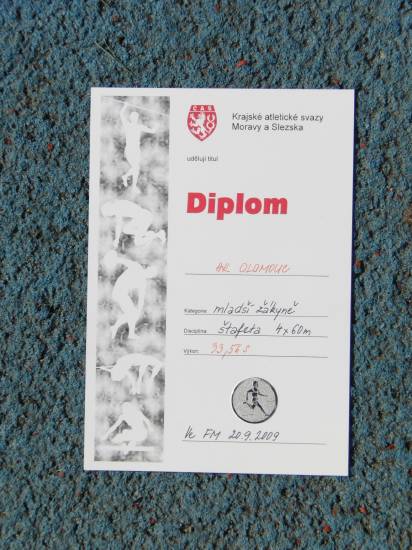 ČAS
Krajské atletické svazy
Moravy a Slezska
udělují titul
Diplom
AK OLOMOUC
Kategorie: mladší žákyně
Disciplína: štafeta 4x60m
Výkon: 33,56 s
Ve FM 20.9.2009